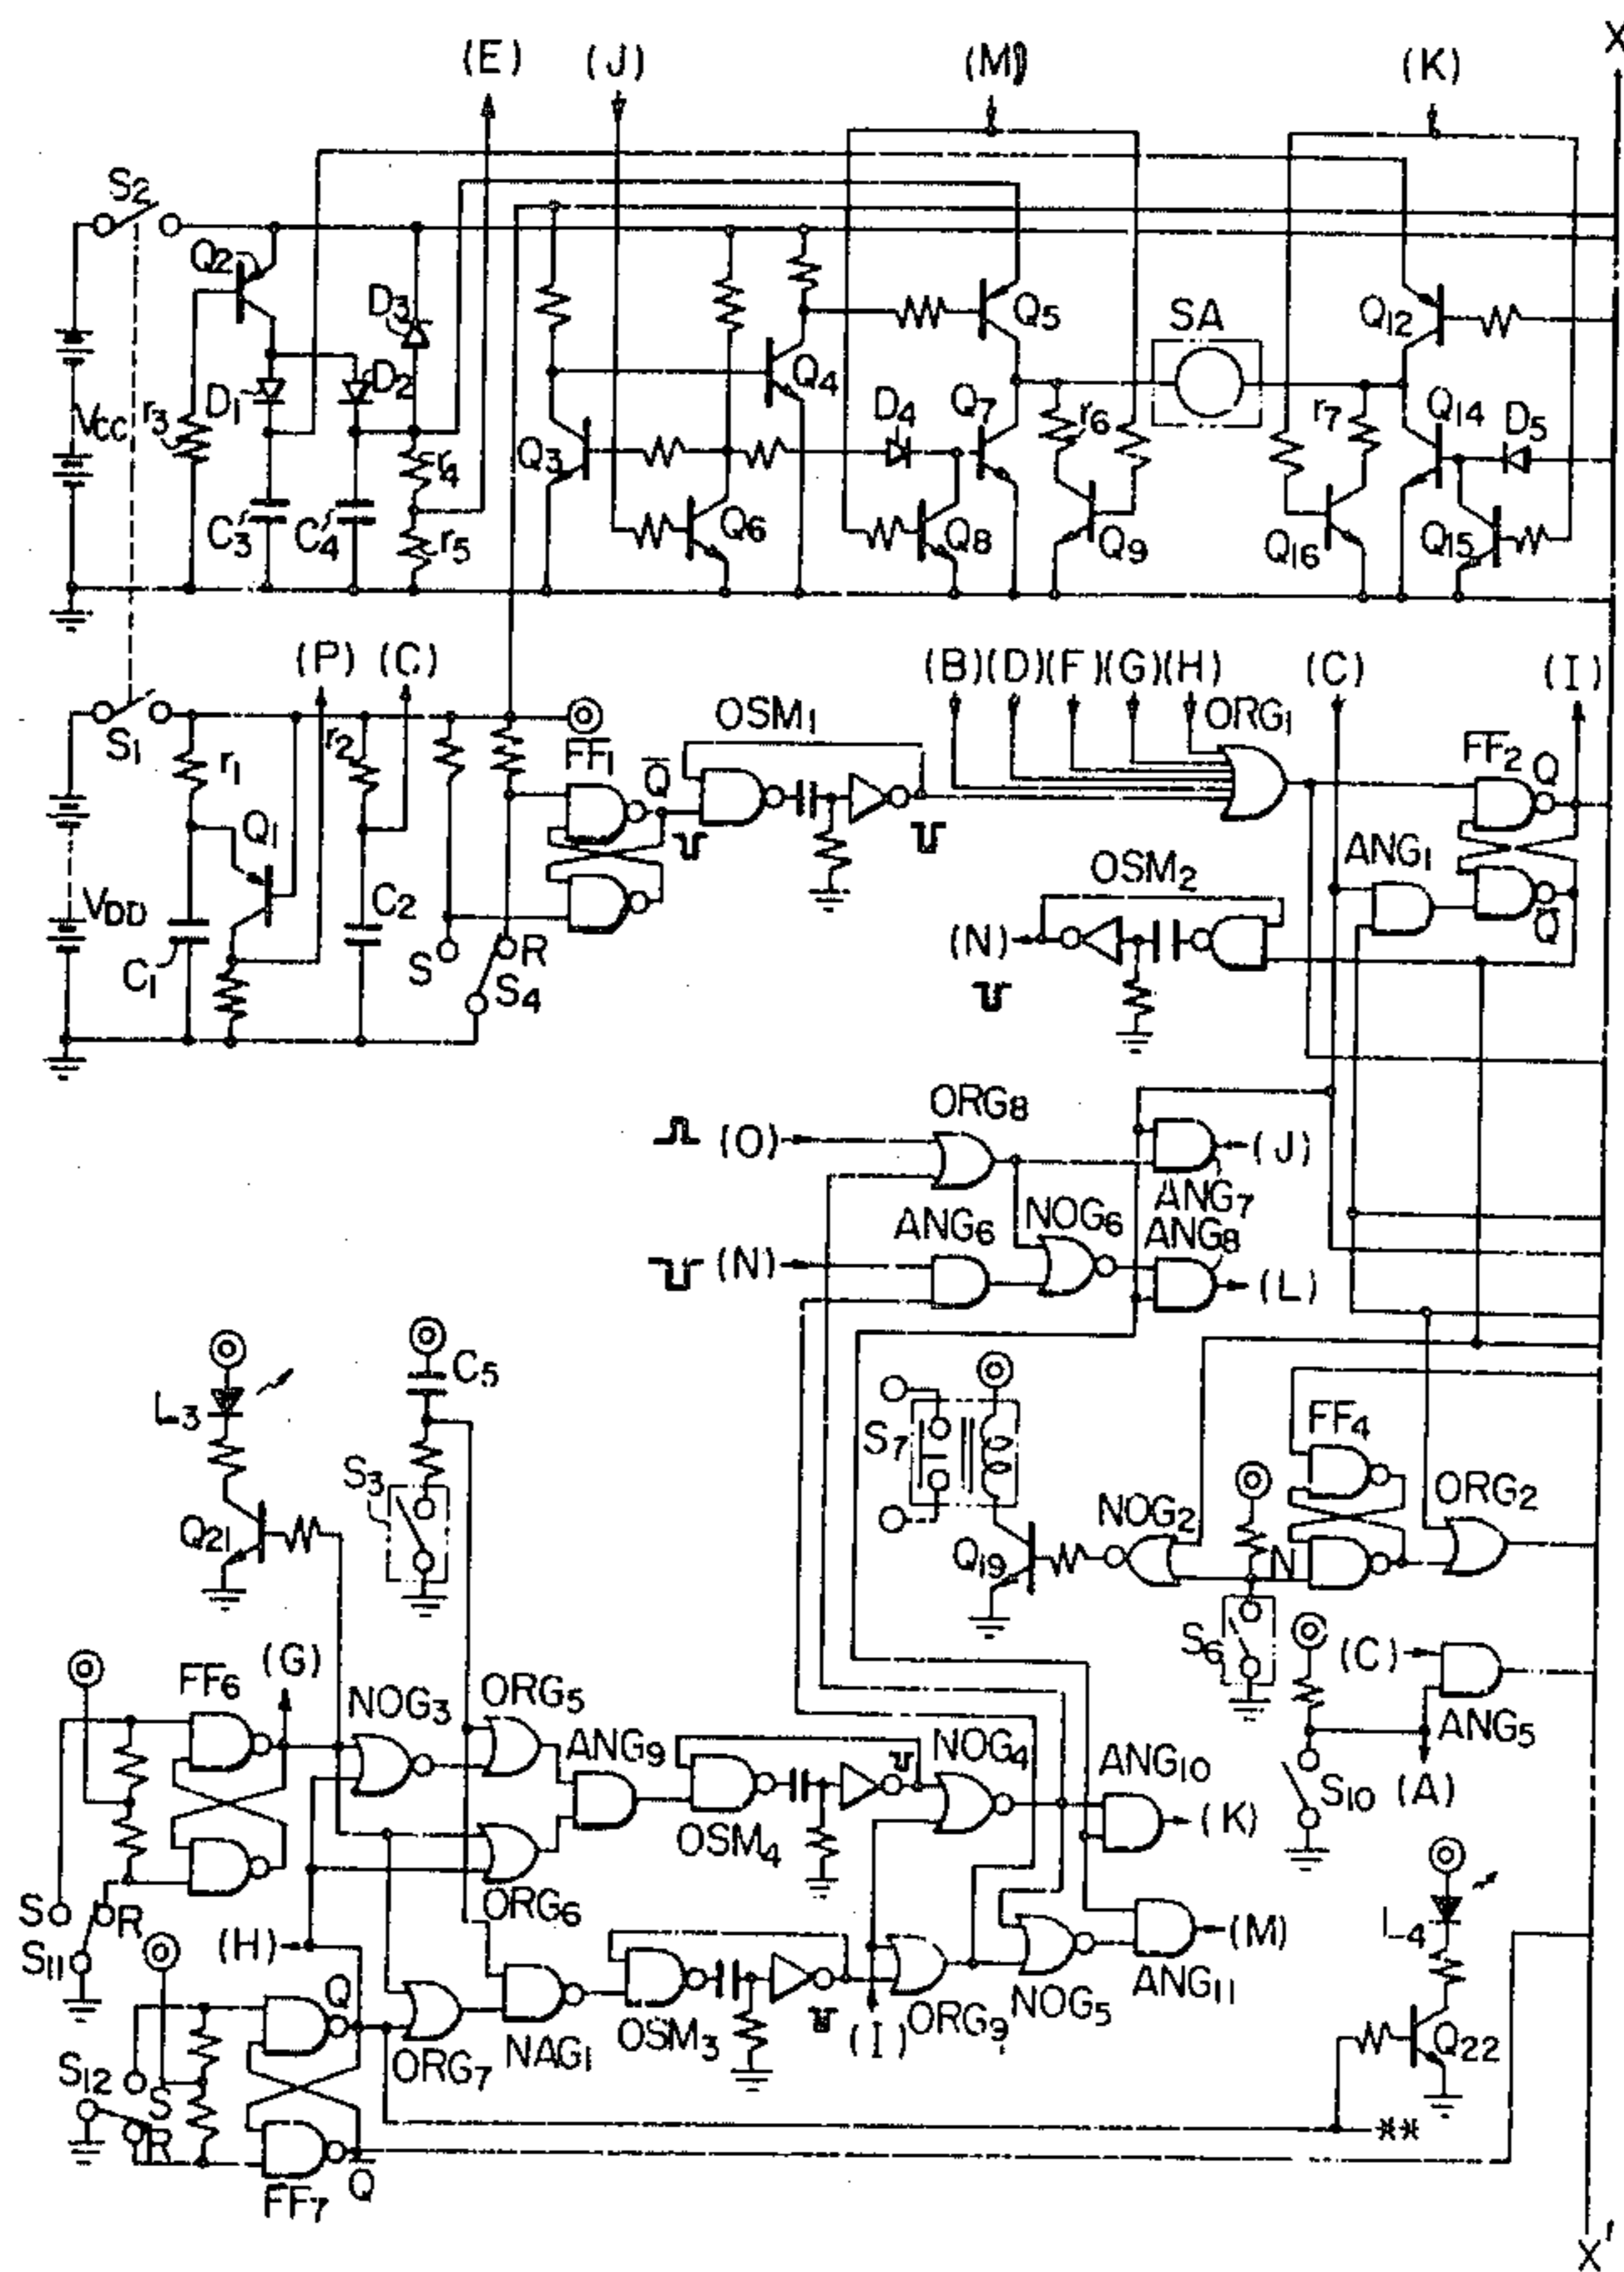 X
(E) (J) (M) (K)
S2
Q2 D3 Q5 SA Q12
D1 D2 Q4 D4 Q7 r6 r7 Q14 D5
VCC r3 Q3 r4
C3 C4 r5 Q6 Q8 Q9 Q16 Q15
(P) (C) (B) (D) (F) (G) (H) (C) (I)
S1 r1 r2 FF1 Q̄ OSM1 ORG1 FF2 Q
Q1 ANG1
VDD C2 OSM2 Q̄
C1 S R (N)
S4
ORG8
(O) (J)
ANG7
ANG6 NOG6 ANG8
(N) (L)
L3 C5
S7 FF4
S3 NOG2 ORG2
Q21 Q19 N
S6 (C)
(G)
FF6 NOG3 ORG5 ANG5
ANG9 NOG4 ANG10 S10 (A)
OSM4 (K)
S R ORG6
(H) (M) L4
S11 ANG11
Q OSM3 (I) ORG9 NOG5 Q22
ORG7 NAG1
S12 S
R **
Q̄
FF7
X'